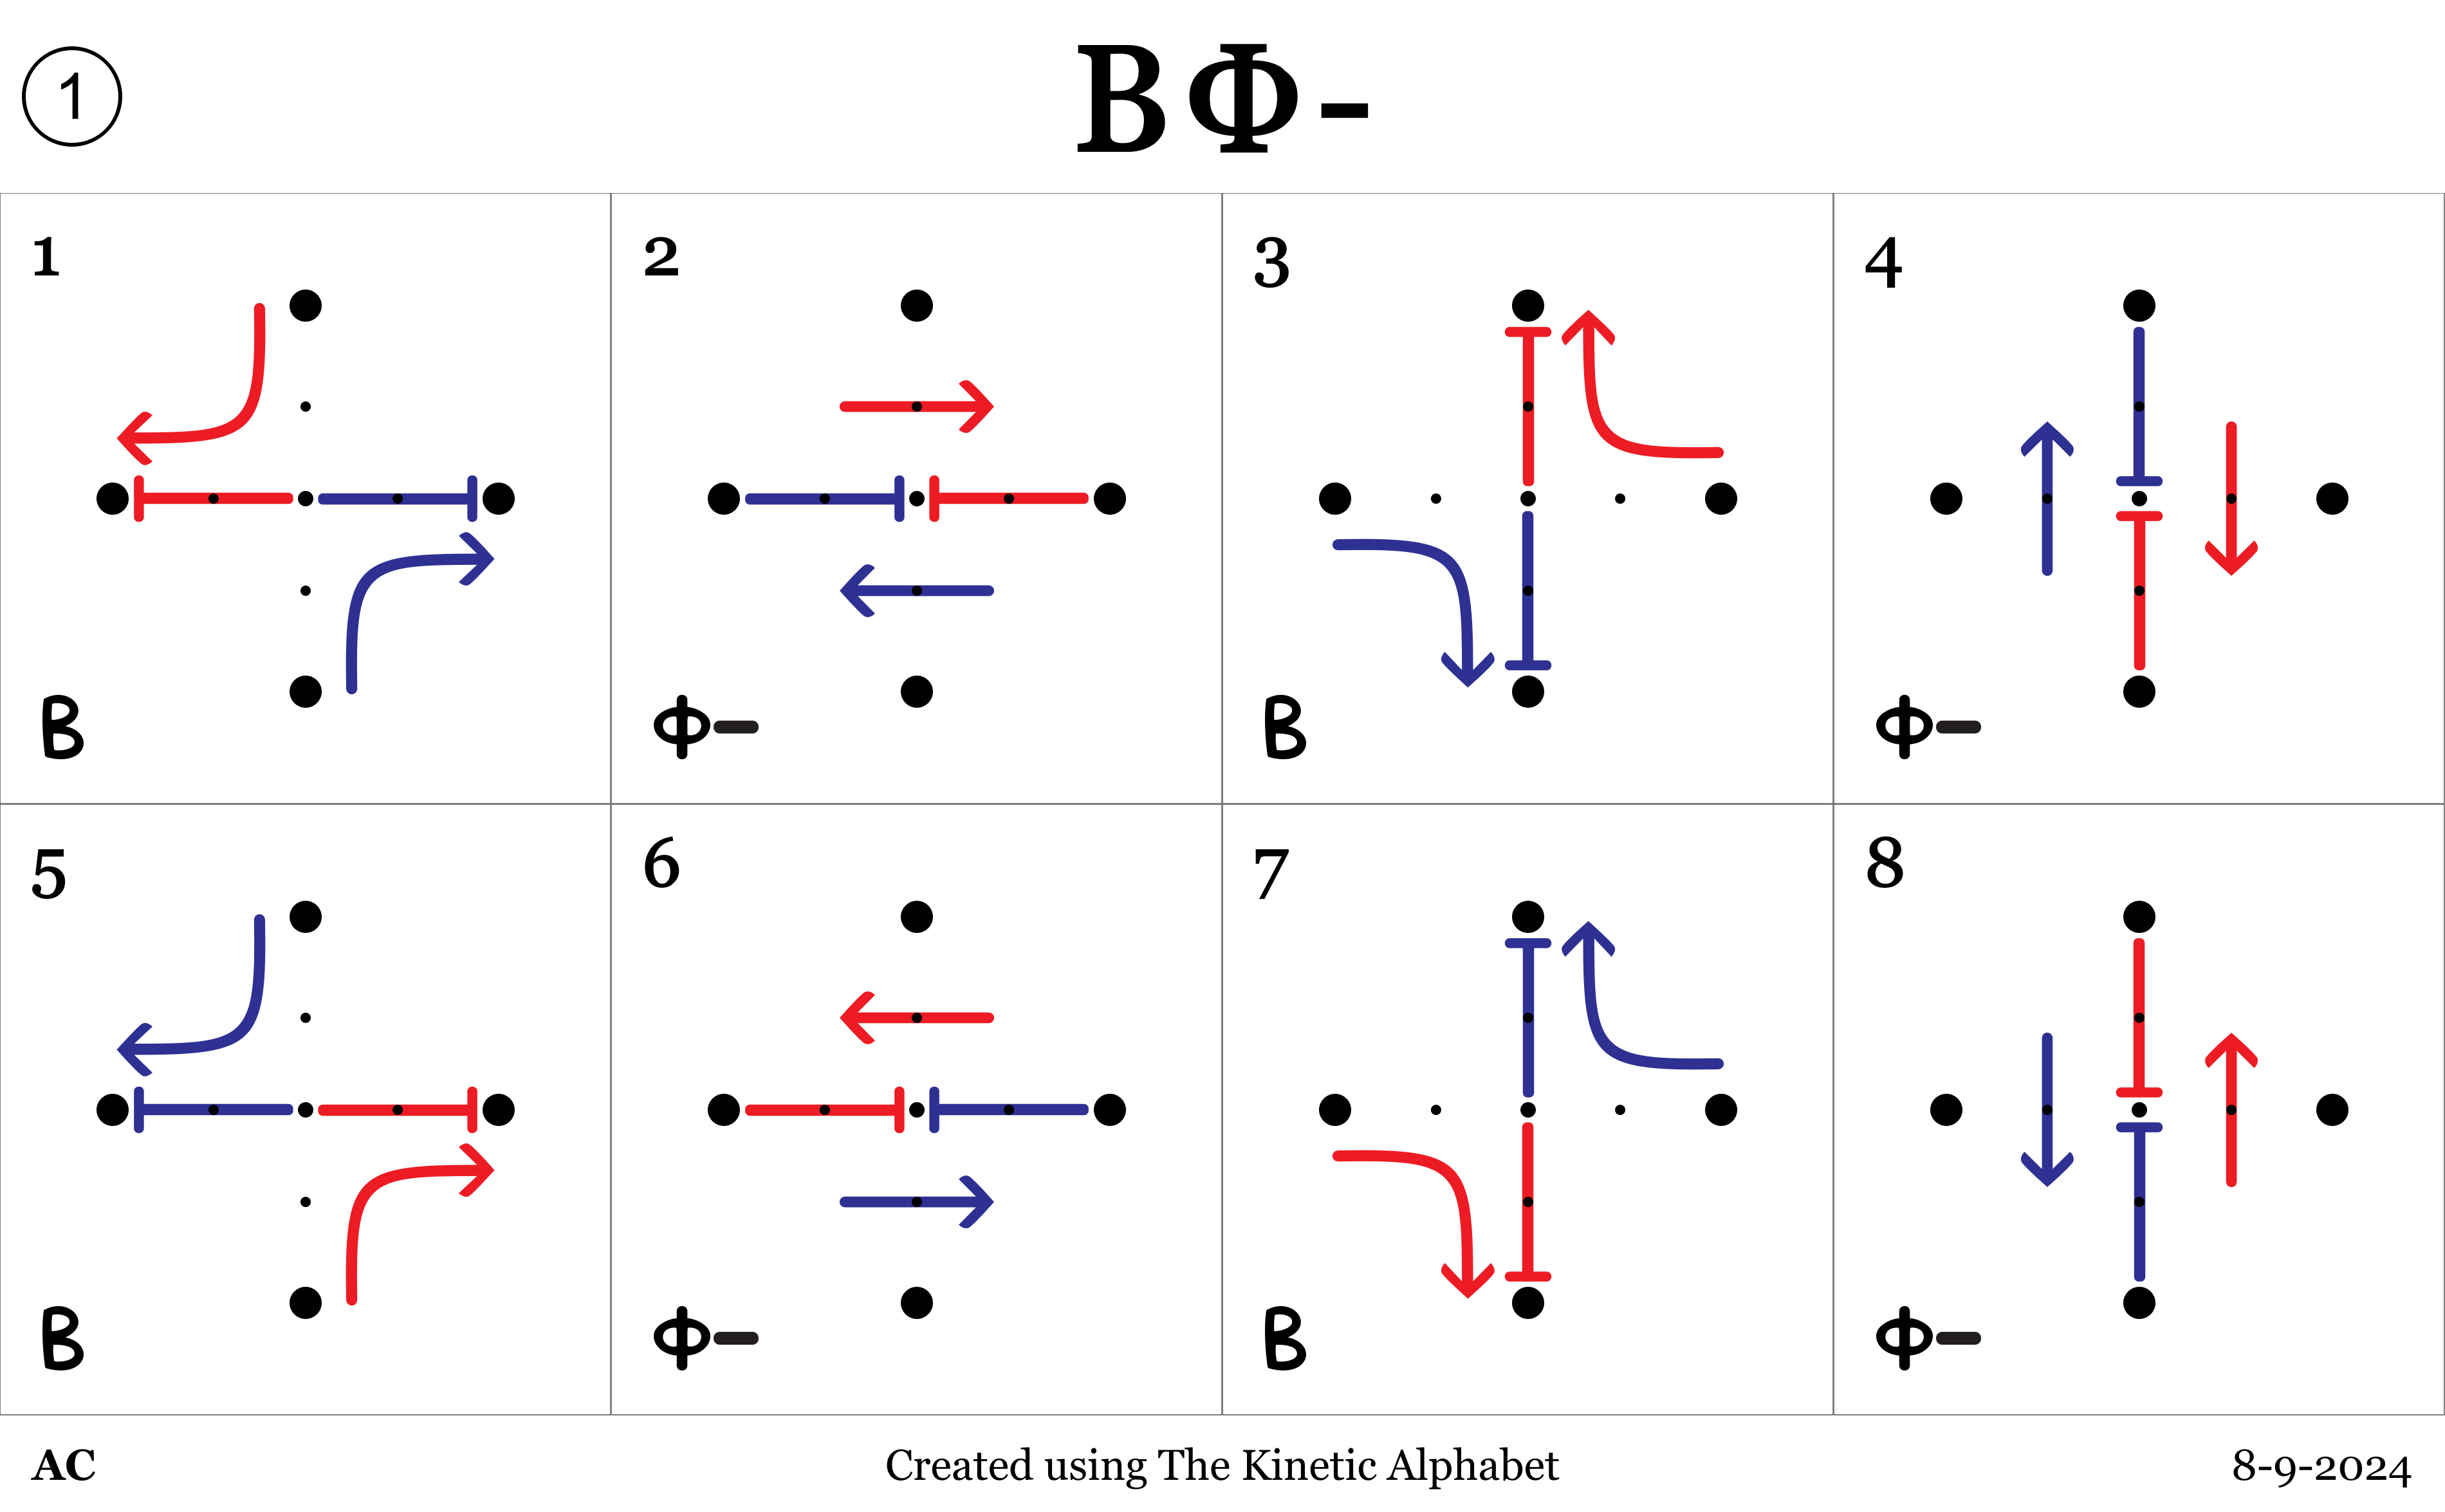 1
BΦ-
1
2
3
4
B
Φ-
B
Φ-
5
6
7
8
B
Φ-
B
Φ-
AC
Created using The Kinetic Alphabet
8-9-2024